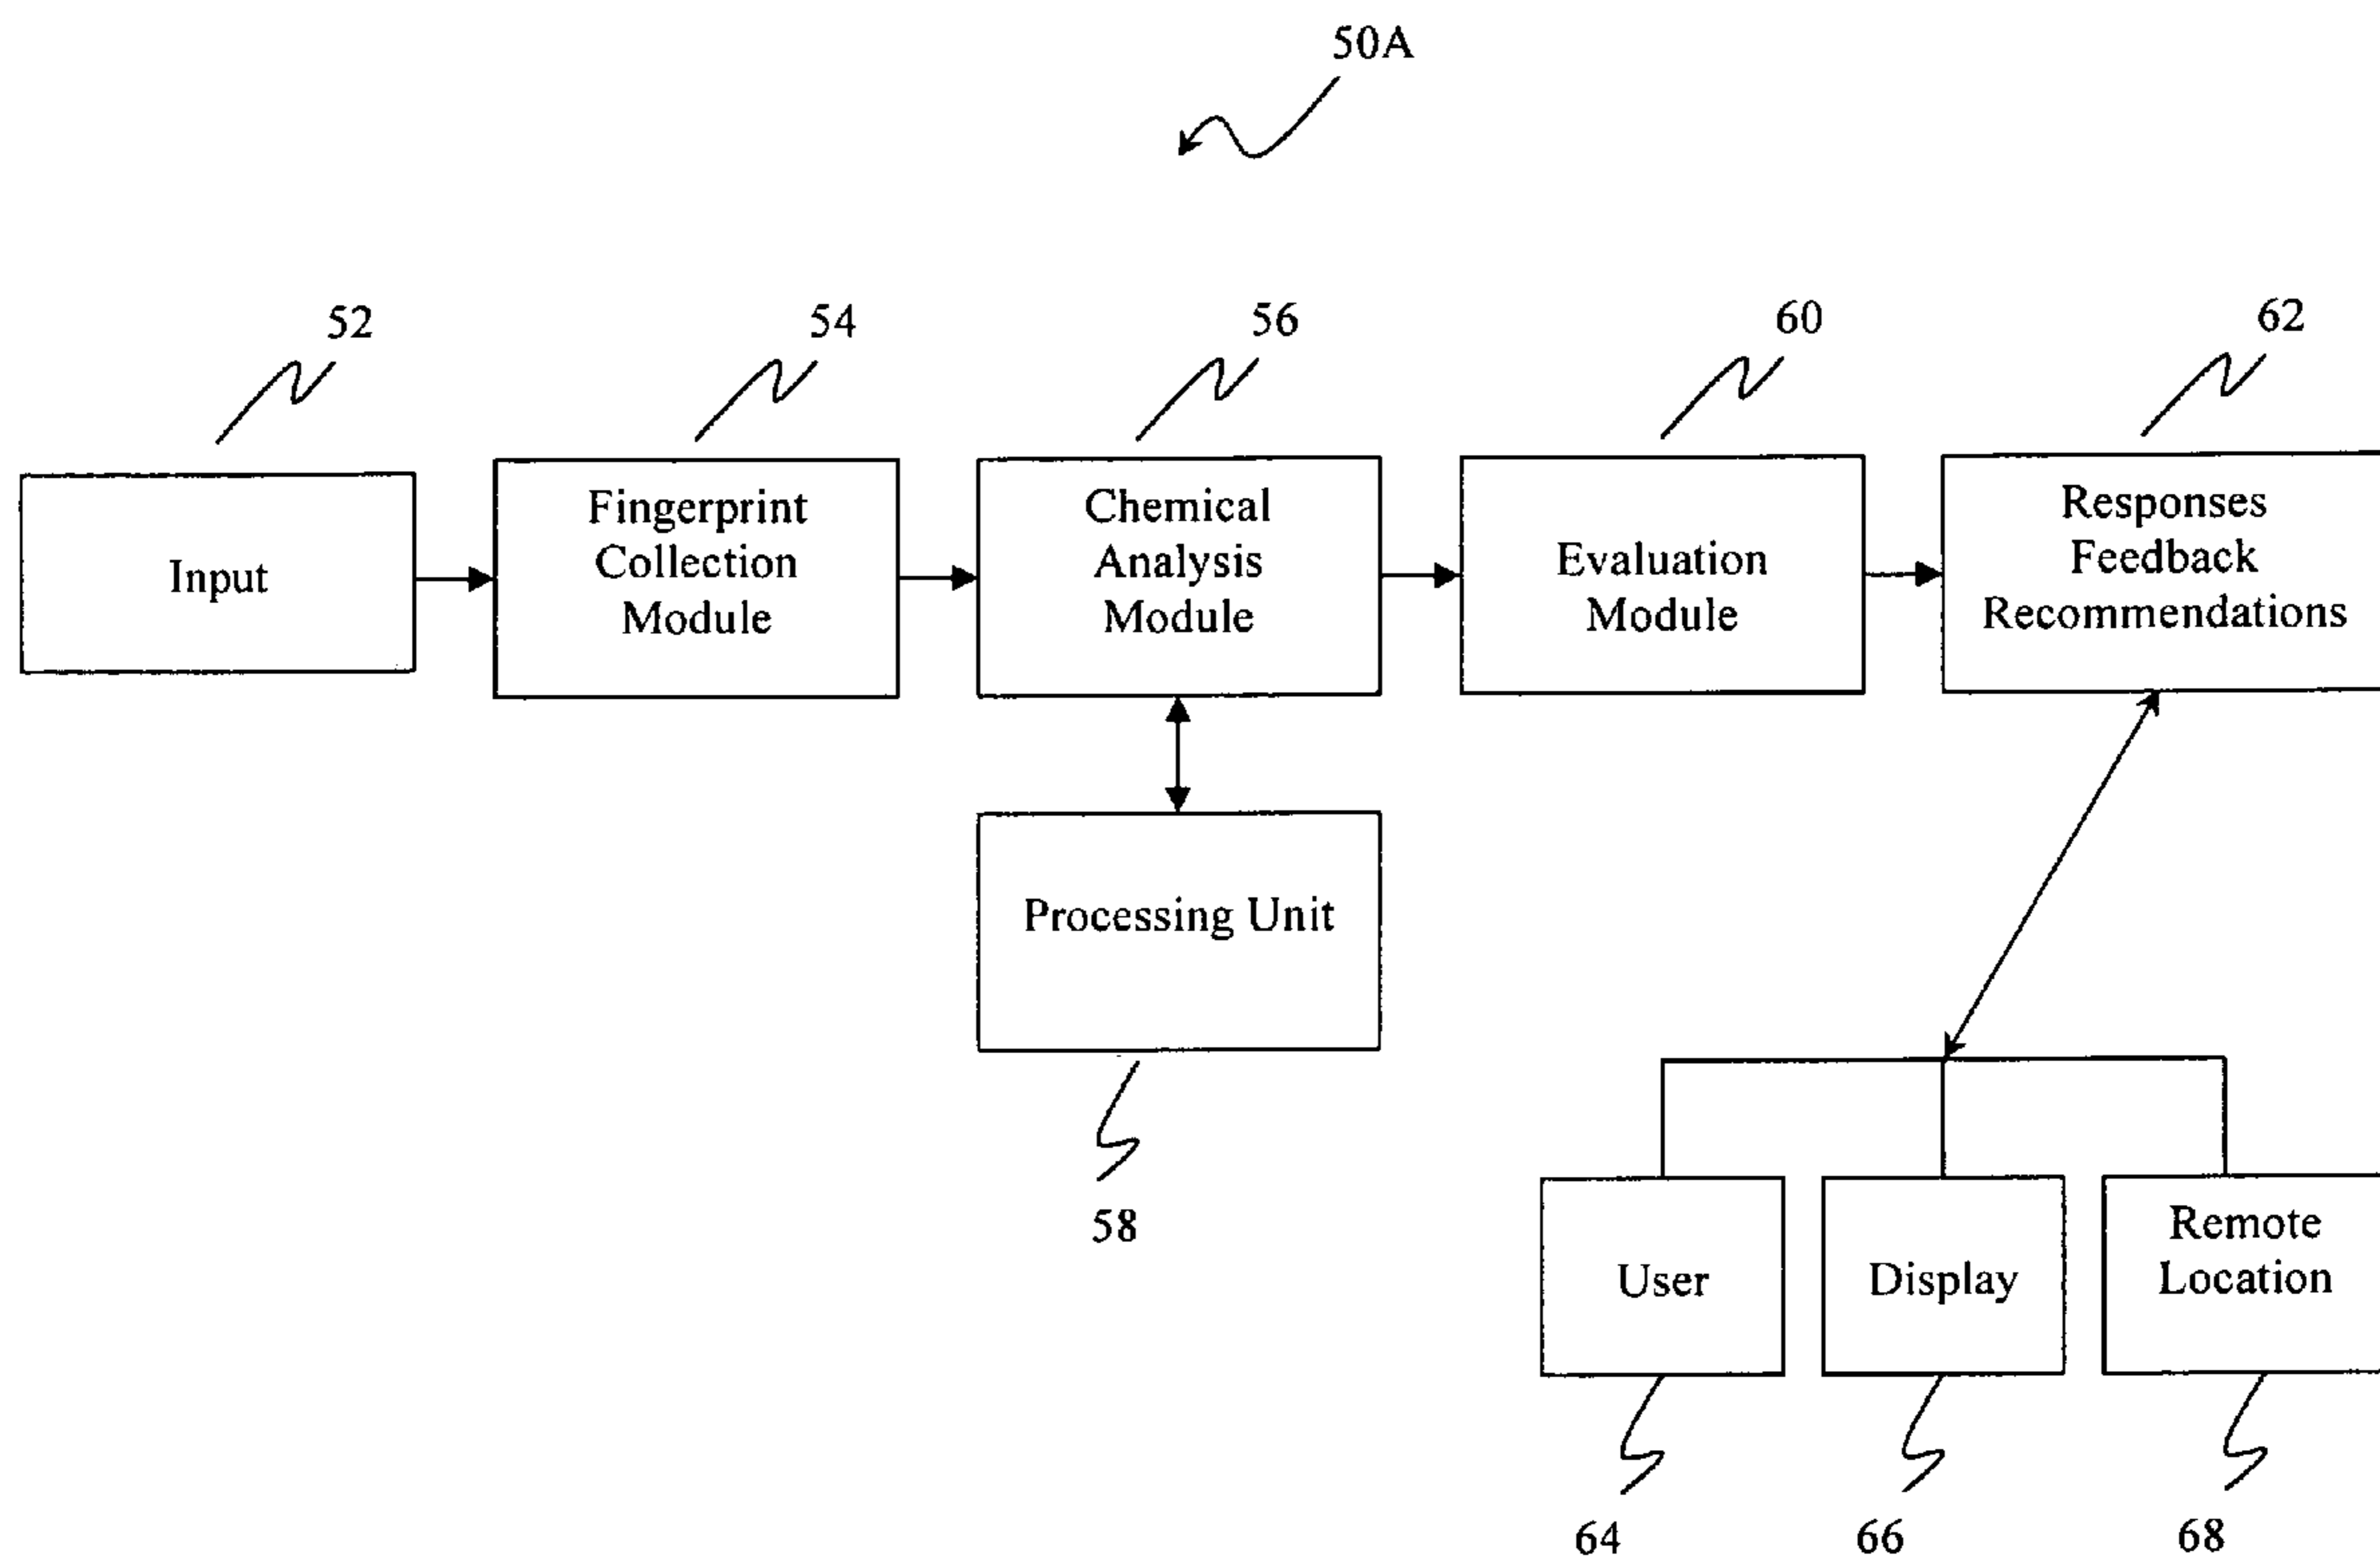 50A
52
54
56
60
62
Input
Fingerprint
Collection
Module
Chemical
Analysis
Module
Evaluation
Module
Responses
Feedback
Recommendations
Processing Unit
58
User
Display
Remote
Location
64
66
68